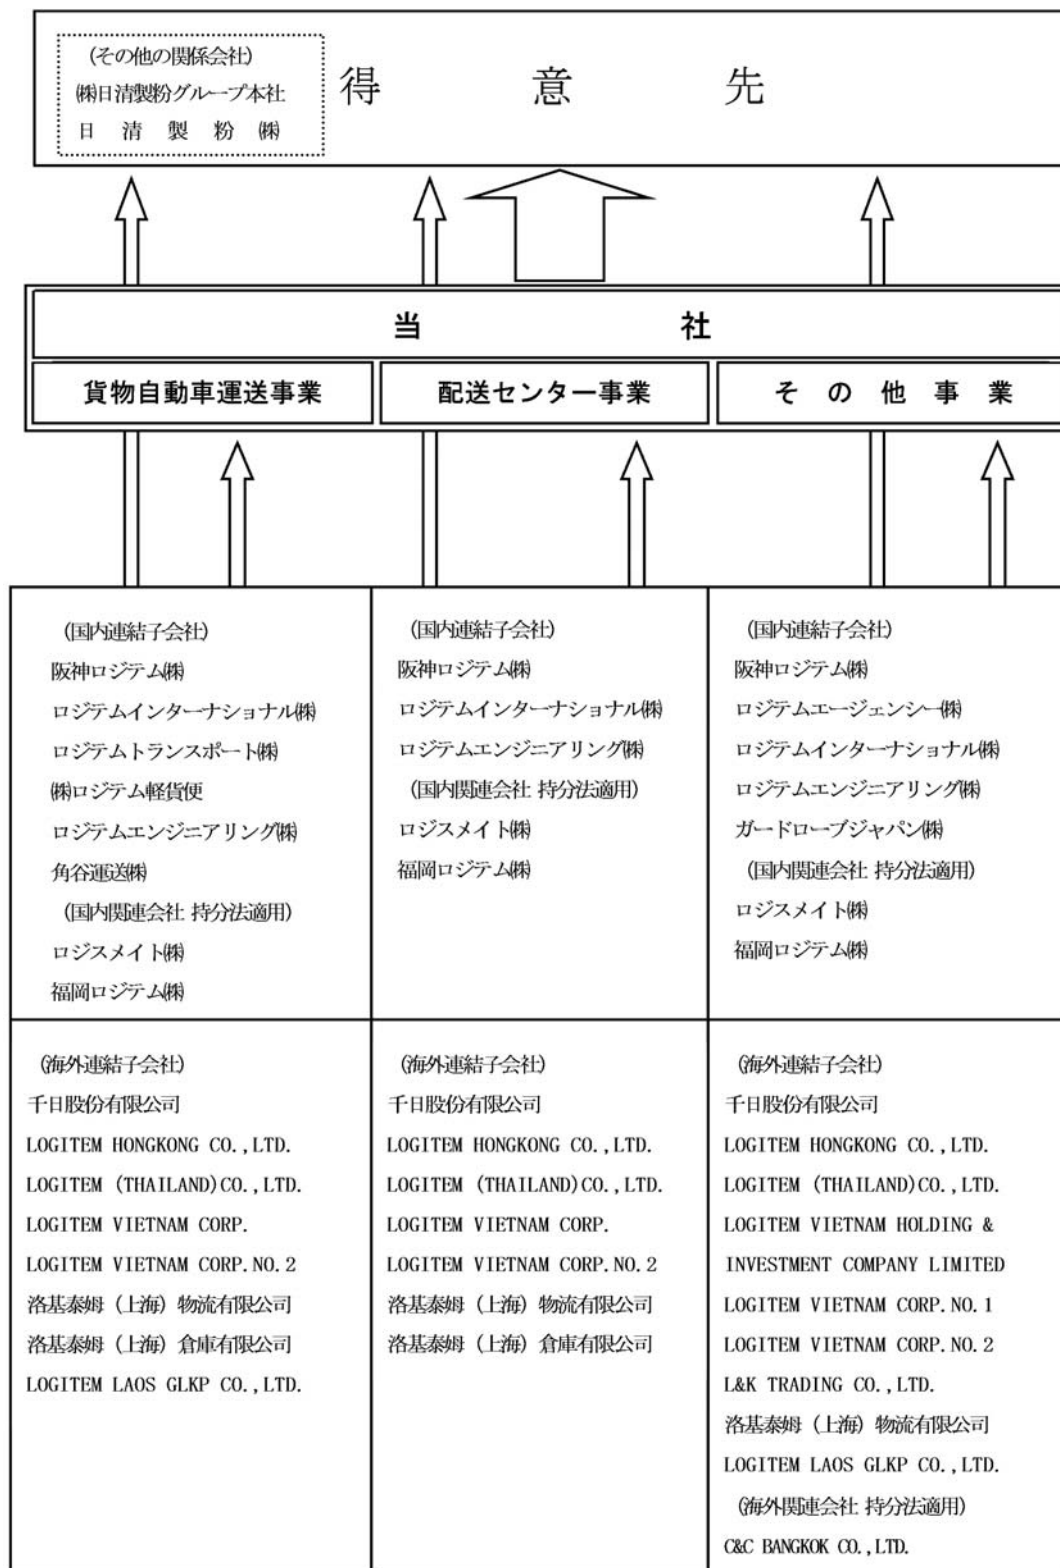 (その他の関係会社)
㈱日清製粉グループ本社
日清製粉㈱
得意先
当社
貨物自動車運送事業
配送センター事業
その他事業
(国内連結子会社)
阪神ロジテム㈱
ロジテムインターナショナル㈱
ロジテムトランスポート㈱
㈱ロジテム軽貨便
ロジテムエンジニアリング㈱
角谷運送㈱
(国内関連会社 持分法適用)
ロジスメイト㈱
福岡ロジテム㈱
(国内連結子会社)
阪神ロジテム㈱
ロジテムインターナショナル㈱
ロジテムエンジニアリング㈱
(国内関連会社 持分法適用)
ロジスメイト㈱
福岡ロジテム㈱
(国内連結子会社)
阪神ロジテム㈱
ロジテムエージェンシー㈱
ロジテムインターナショナル㈱
ロジテムエンジニアリング㈱
ガードローブジャパン㈱
(国内関連会社 持分法適用)
ロジスメイト㈱
福岡ロジテム㈱
(海外連結子会社)
千日股份有限公司
LOGITEM HONGKONG CO.,LTD.
LOGITEM (THAILAND)CO.,LTD.
LOGITEM VIETNAM CORP.
LOGITEM VIETNAM CORP.NO.2
洛基泰姆(上海)物流有限公司
洛基泰姆(上海)倉庫有限公司
LOGITEM LAOS GLKP CO.,LTD.
(海外連結子会社)
千日股份有限公司
LOGITEM HONGKONG CO.,LTD.
LOGITEM (THAILAND)CO.,LTD.
LOGITEM VIETNAM CORP.
LOGITEM VIETNAM CORP.NO.2
洛基泰姆(上海)物流有限公司
洛基泰姆(上海)倉庫有限公司
(海外連結子会社)
千日股份有限公司
LOGITEM HONGKONG CO.,LTD.
LOGITEM (THAILAND)CO.,LTD.
LOGITEM VIETNAM HOLDING &
INVESTMENT COMPANY LIMITED
LOGITEM VIETNAM CORP.NO.1
LOGITEM VIETNAM CORP.NO.2
L&K TRADING CO.,LTD.
洛基泰姆(上海)物流有限公司
LOGITEM LAOS GLKP CO.,LTD.
(海外関連会社 持分法適用)
C&C BANGKOK CO.,LTD.